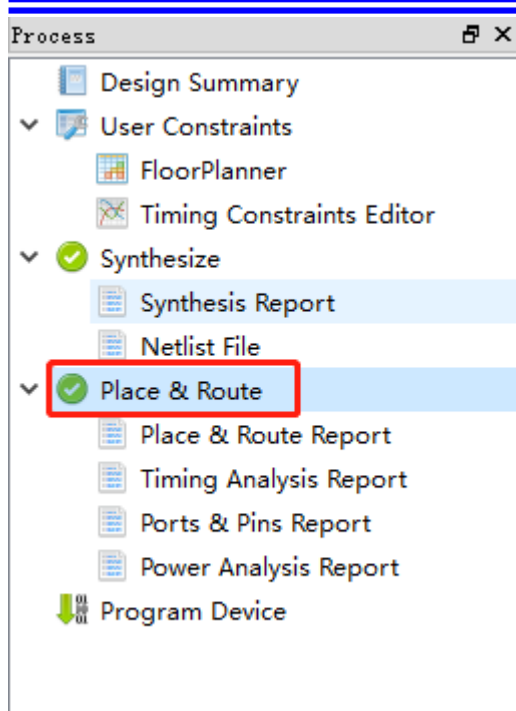 Process
Design Summary
User Constraints
FloorPlanner
Timing Constraints Editor
Synthesize
Synthesis Report
Netlist File
Place & Route
Place & Route Report
Timing Analysis Report
Ports & Pins Report
Power Analysis Report
Program Device